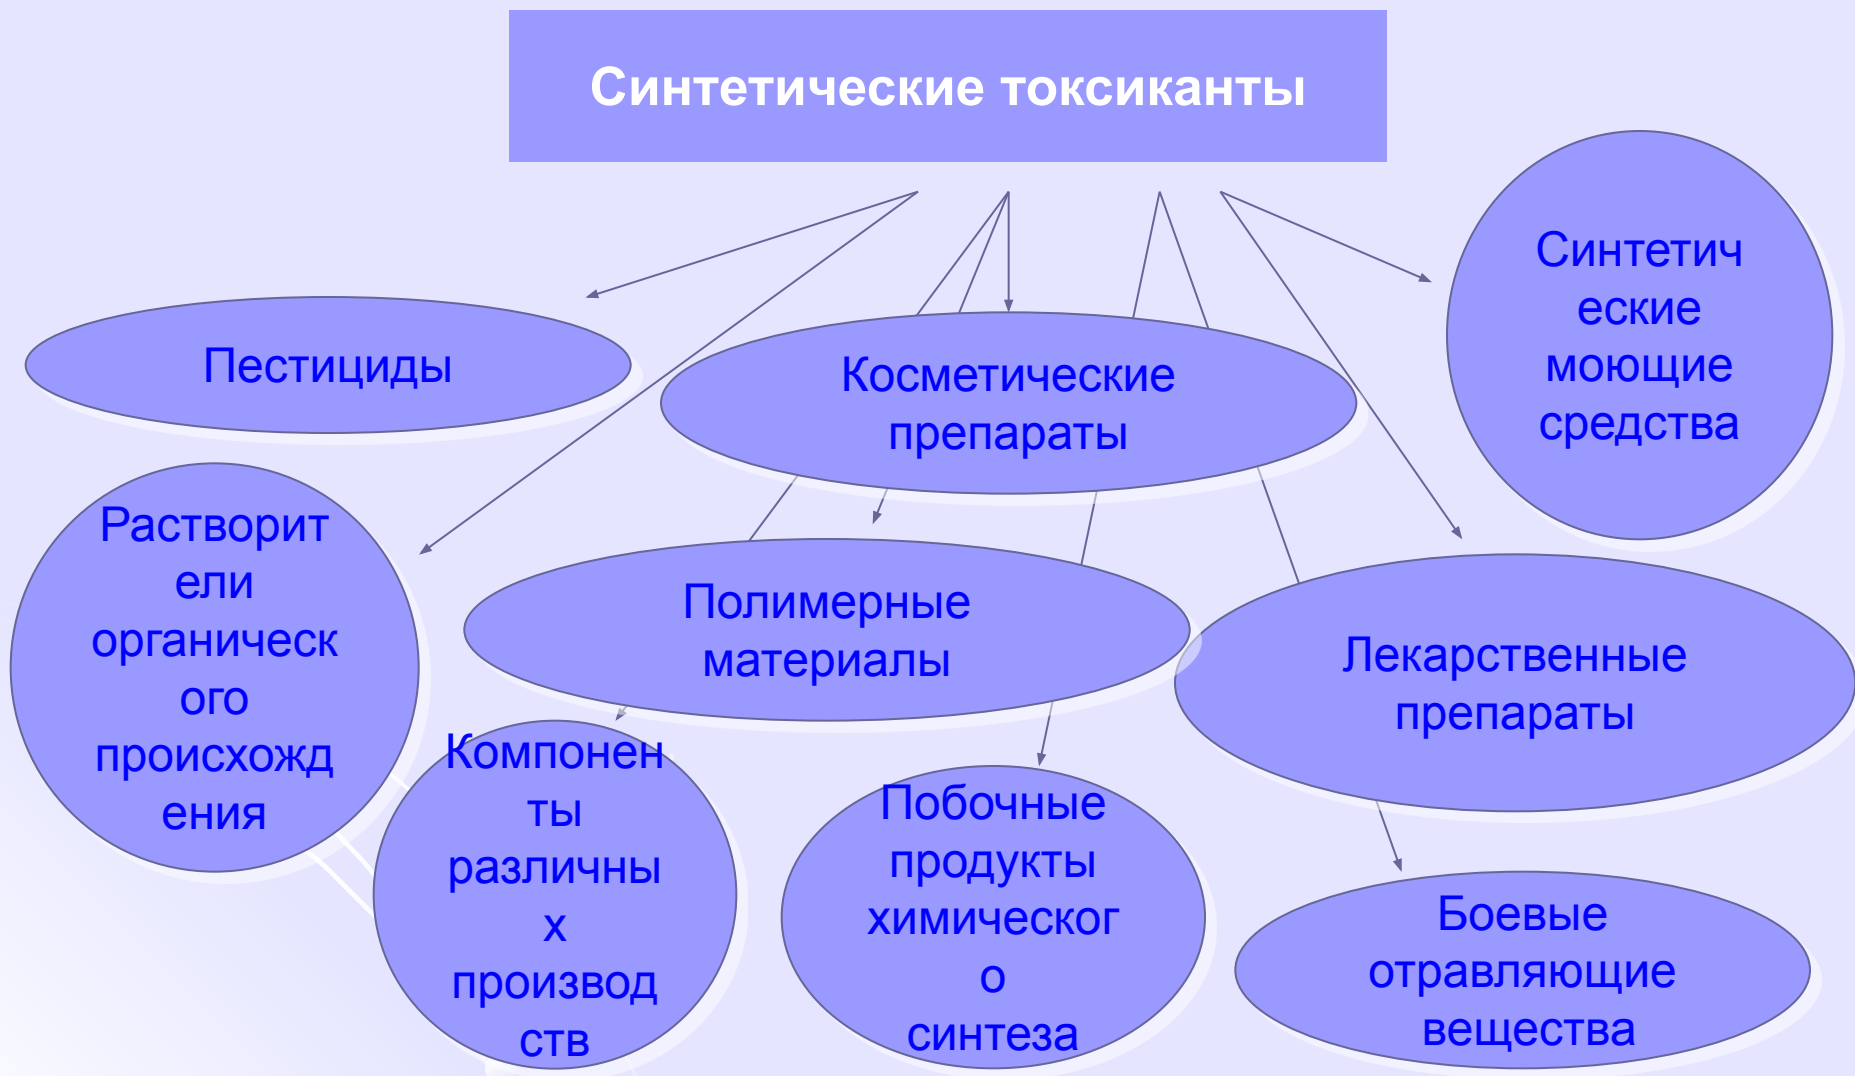 Синтетические токсиканты
Синтетич
еские
моющие
средства
Пестициды
Косметические
препараты
Растворит
ели
органическ
ого
происхожд
ения
Полимерные
материалы
Лекарственные
препараты
Компонен
ты
различны
х
производ
ств
Побочные
продукты
химическог
о
синтеза
Боевые
отравляющие
вещества